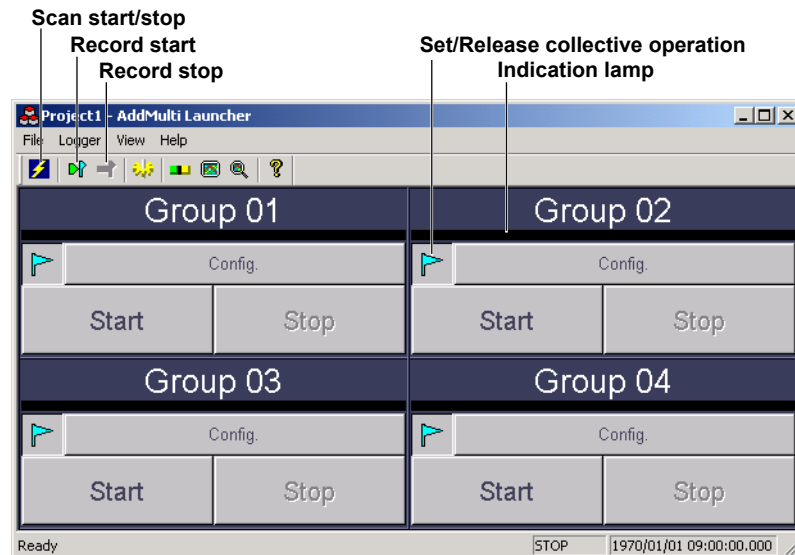 Scan start/stop
Record start
Record stop
Set/Release collective operation
Indication lamp
Project1 - AddMulti Launcher
File Logger View Help
Group 01
Group 02
Config.
Config.
Start Stop
Start Stop
Group 03
Group 04
Config.
Config.
Start Stop
Start Stop
Ready STOP 1970/01/01 09:00:00.000